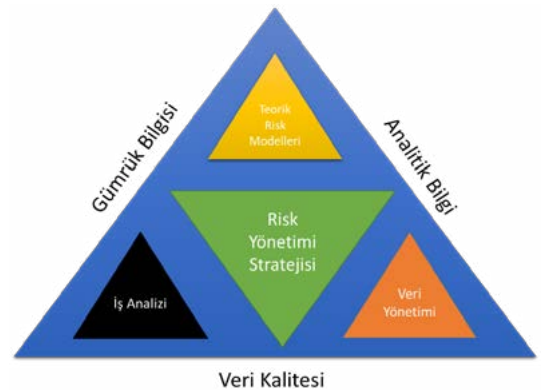 Teorik
Risk
Modelleri
Gümrük Bilgisi
Analitik Bilgi
Risk
Yönetimi
Stratejisi
İş Analizi
Veri
Yönetimi
Veri Kalitesi